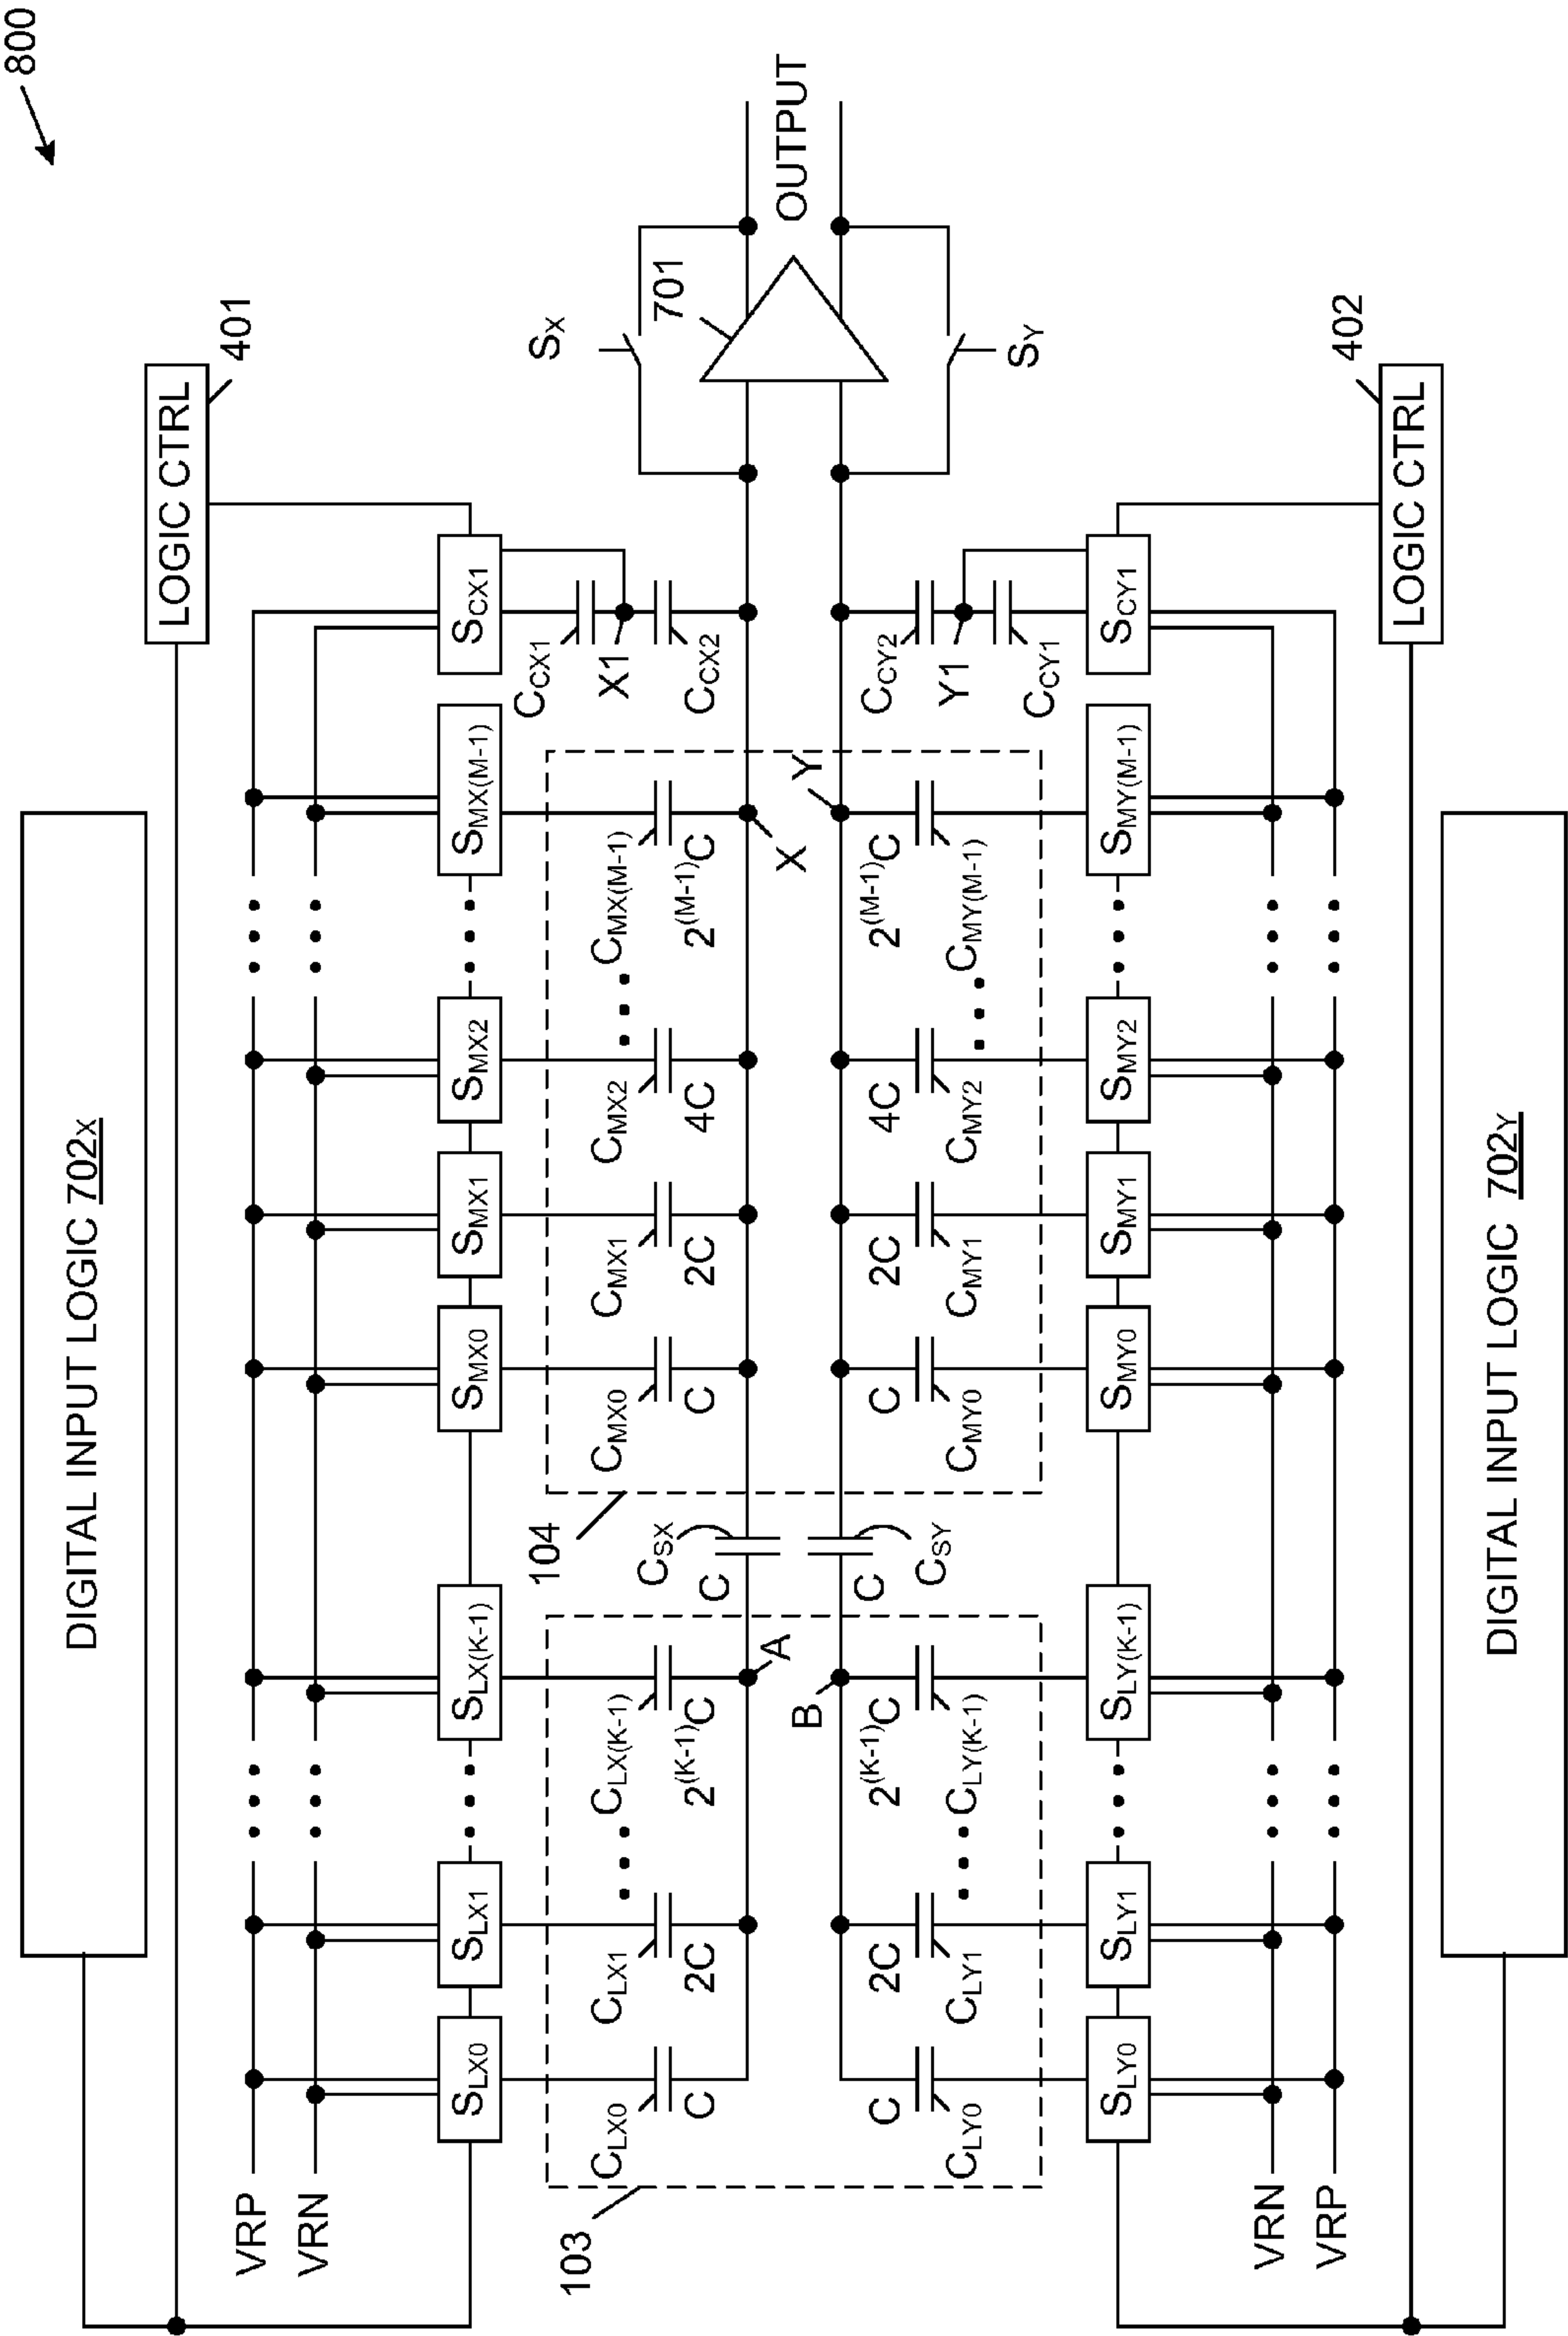 800
DIGITAL INPUT LOGIC 702X
LOGIC CTRL
401
VRP
VRN
SLX0
SLX1
SLX(K-1)
SMX0
SMX1
SMX2
SMX(M-1)
SCX1
103
CLX0
C
CLX1
2C
CLX(K-1)
2(K-1)C
A
CSX
C
104
CMX0
C
CMX1
2C
CMX2
4C
CMX(M-1)
2(M-1)C
X
CCX1
X1
CCX2
SX
701
OUTPUT
C
CLY0
2C
CLY1
B
2(K-1)C
CLY(K-1)
C
CSY
C
CMY0
2C
CMY1
4C
CMY2
Y
2(M-1)C
CMY(M-1)
CCY2
Y1
CCY1
SY
SLY0
SLY1
SLY(K-1)
SMY0
SMY1
SMY2
SMY(M-1)
SCY1
VRN
VRP
402
LOGIC CTRL
DIGITAL INPUT LOGIC 702Y